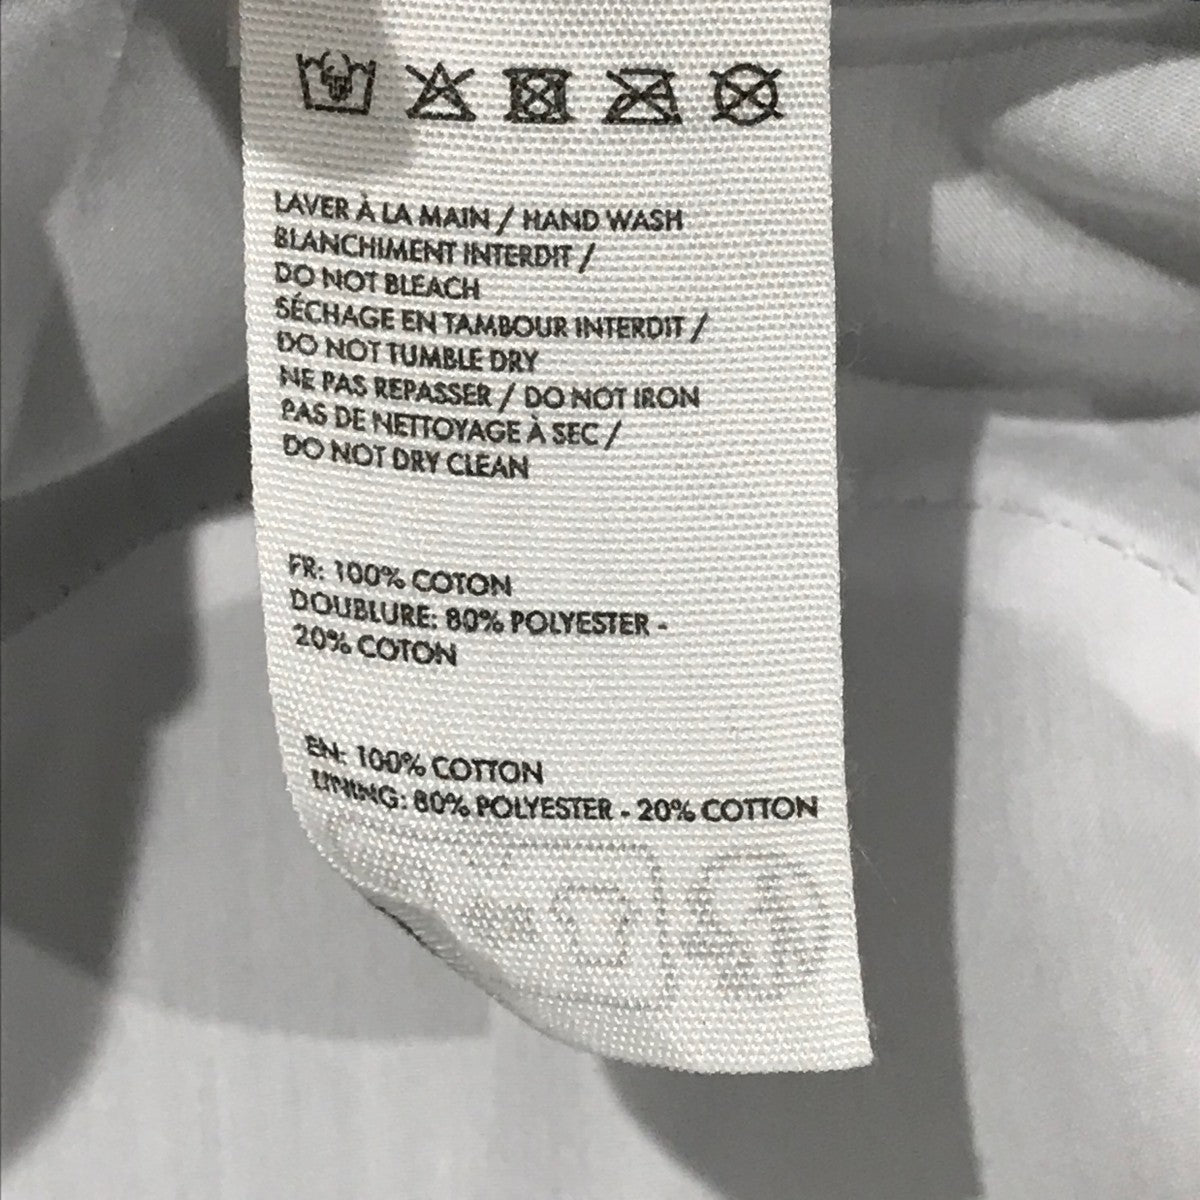 LAVER À LA MAIN / HAND WASH
BLANCHIMENT INTERDIT /
DO NOT BLEACH
SÉCHAGE EN TAMBOUR INTERDIT /
DO NOT TUMBLE DRY
NE PAS REPASSER / DO NOT IRON
PAS DE NETTOYAGE À SEC /
DO NOT DRY CLEAN
FR: 100% COTON
DOUBLURE: 80% POLYESTER -
20% COTON
EN: 100% COTTON
LINING: 80% POLYESTER - 20% COTTON